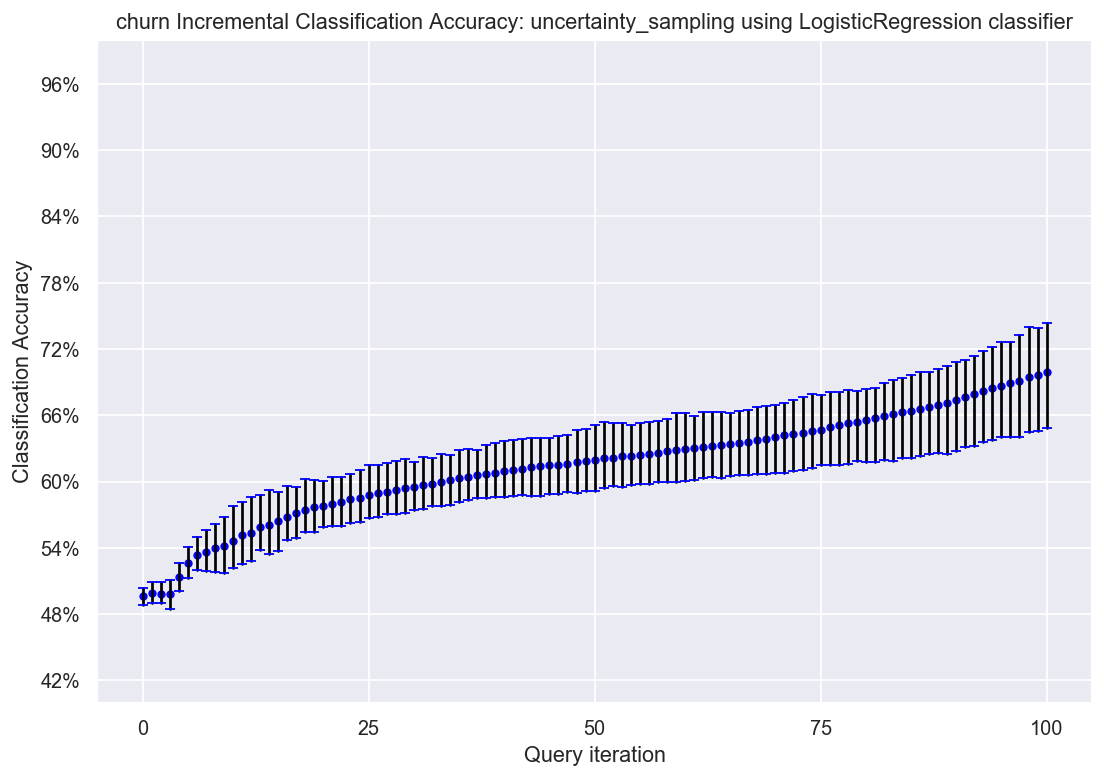 churn Incremental Classification Accuracy: uncertainty_sampling using LogisticRegression classifier
96%
90%
84%
78%
72%
66%
60%
54%
48%
42%
Classification Accuracy
0 25 50 75 100
Query iteration